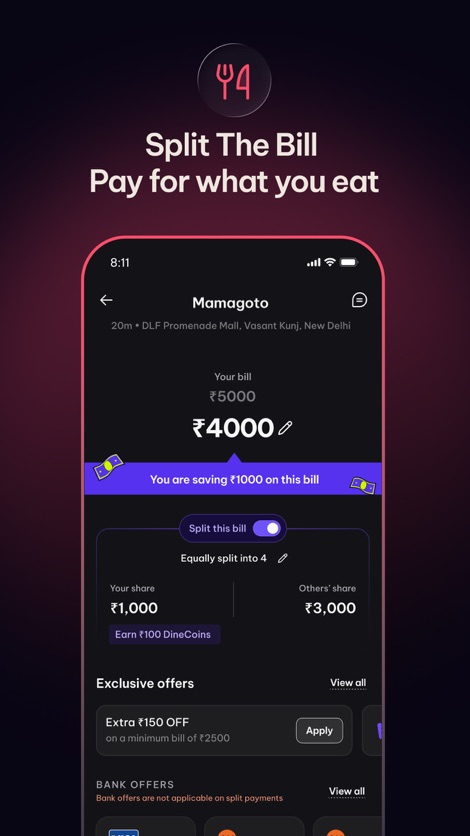 Split The Bill
Pay for what you eat
8:11
Mamagoto
20m • DLF Promenade Mall, Vasant Kunj, New Delhi
Your bill
₹5000
₹4000
You are saving ₹1000 on this bill
Split this bill
Equally split into 4
Your share
Others' share
₹1,000
₹3,000
Earn ₹100 DineCoins
Exclusive offers
View all
Extra ₹150 OFF
on a minimum bill of ₹2500
Apply
BANK OFFERS
View all
Bank offers are not applicable on split payments